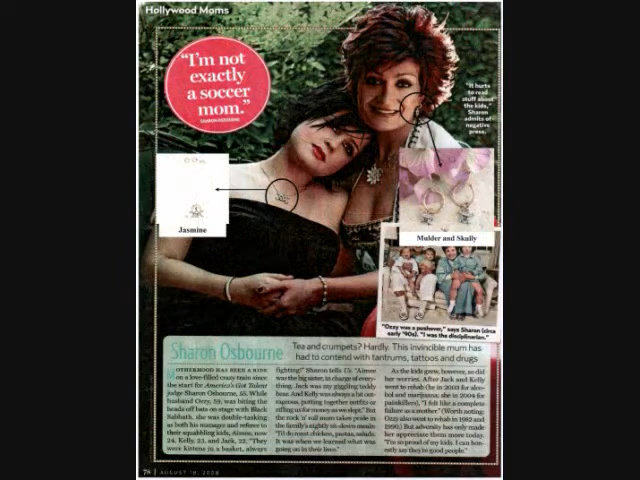 Hollywood Moms
"I'm not
exactly
a soccer
mom."
SHARON OSBOURNE
"It hurts
to read
stuff about
the kids,"
Sharon
admits of
negative
press.
Jasmine
Mulder and Skully
"Ozzy was a pushover," says Sharon (circa
early '90s). "I was the disciplinarian."
Sharon Osbourne
Tea and crumpets? Hardly. This invincible mum has
had to contend with tantrums, tattoos and drugs
MOTHERHOOD HAS BEEN A RIDE
on a love-filled crazy train since
the start for America's Got Talent
judge Sharon Osbourne, 55. While
husband Ozzy, 59, was biting the
heads off bats on stage with Black
Sabbath, she was double-tasking
as both his manager and referee to
their squabbling kids, Aimee, now
24, Kelly, 23, and Jack, 22. "They
were kittens in a basket, always
fighting!" Sharon tells Us. "Aimee
was the big sister, in charge of every-
thing. Jack was my giggling teddy
bear. And Kelly was always a bit out-
rageous, putting together outfits or
selling us for money as we slept." But
the rock 'n' roll mum takes pride in
the family's nightly sit-down meals:
"I'd do roast chicken, pastas, salads.
It was when we learned what was
going on in their lives."
As the kids grew, however, so did
her worries. After Jack and Kelly
went to rehab (he in 2003 for alco-
hol and marijuana; she in 2004 for
painkillers), "I felt like a complete
failure as a mother." (Worth noting:
Ozzy also went to rehab in 1982 and
1990.) But adversity has only made
her appreciate them more today.
"I'm so proud of my kids. I can hon-
estly say they're good people."
78 | AUGUST 18, 2008